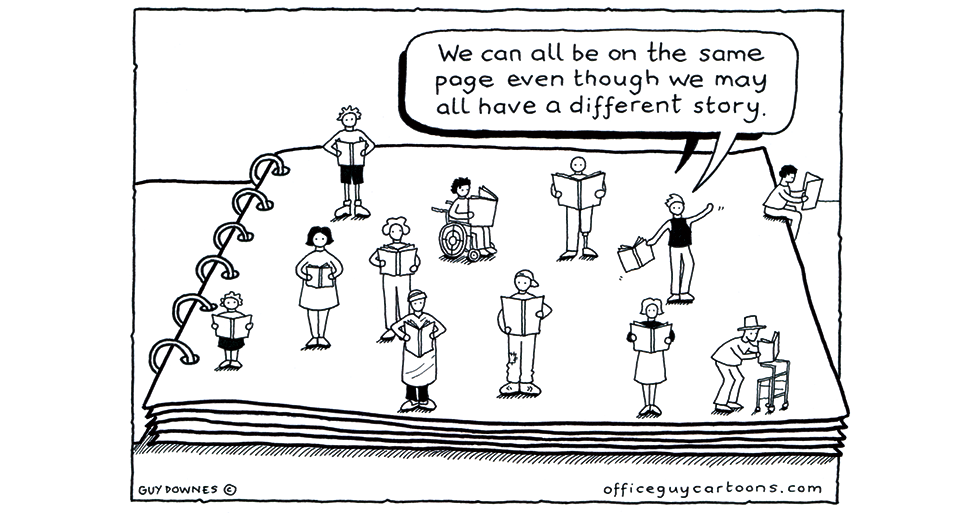 We can all be on the same
page even though we may
all have a different story.
GUY DOWNES ©
officeguycartoons.com